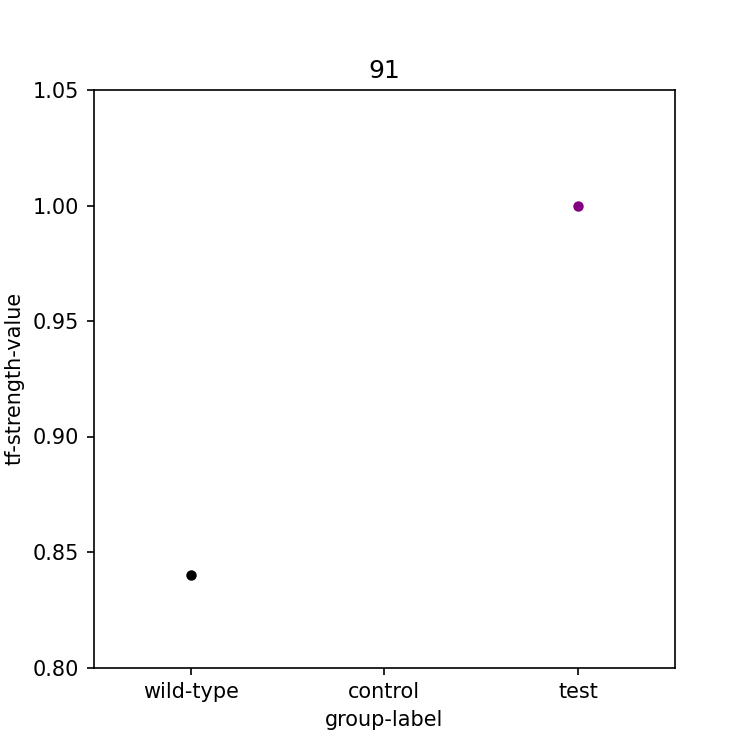 91
1.05
1.00
0.95
0.90
0.85
0.80
tf-strength-value
wild-type control test
group-label